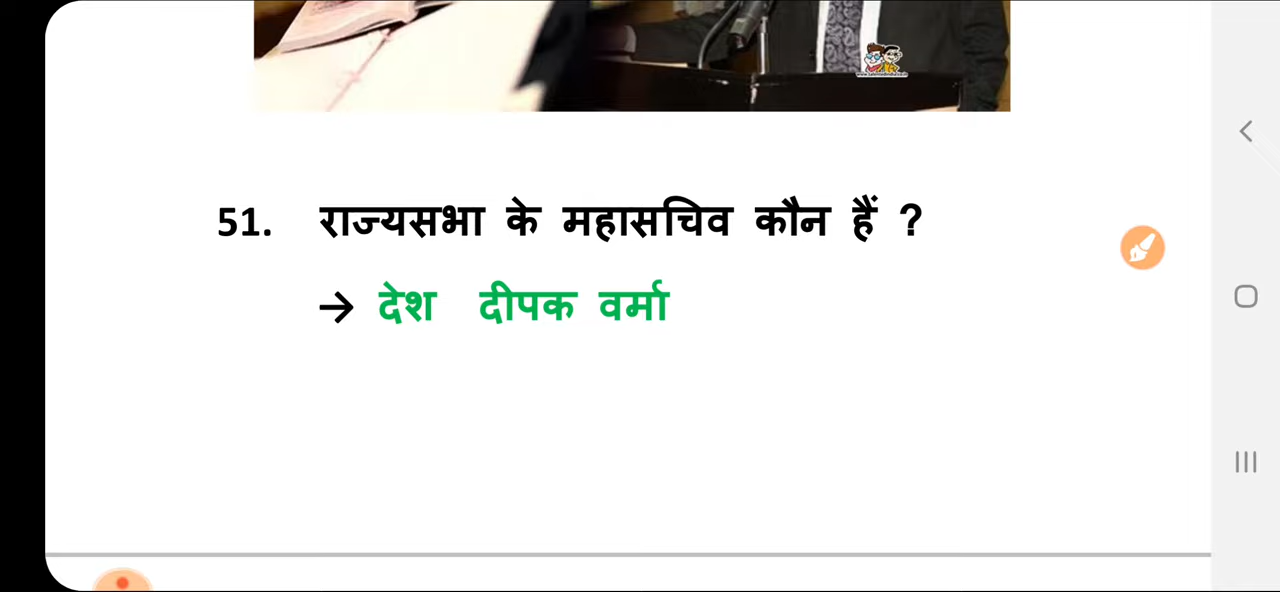 51. राज्यसभा के महासचिव कौन हैं ?
→ देश दीपक वर्मा